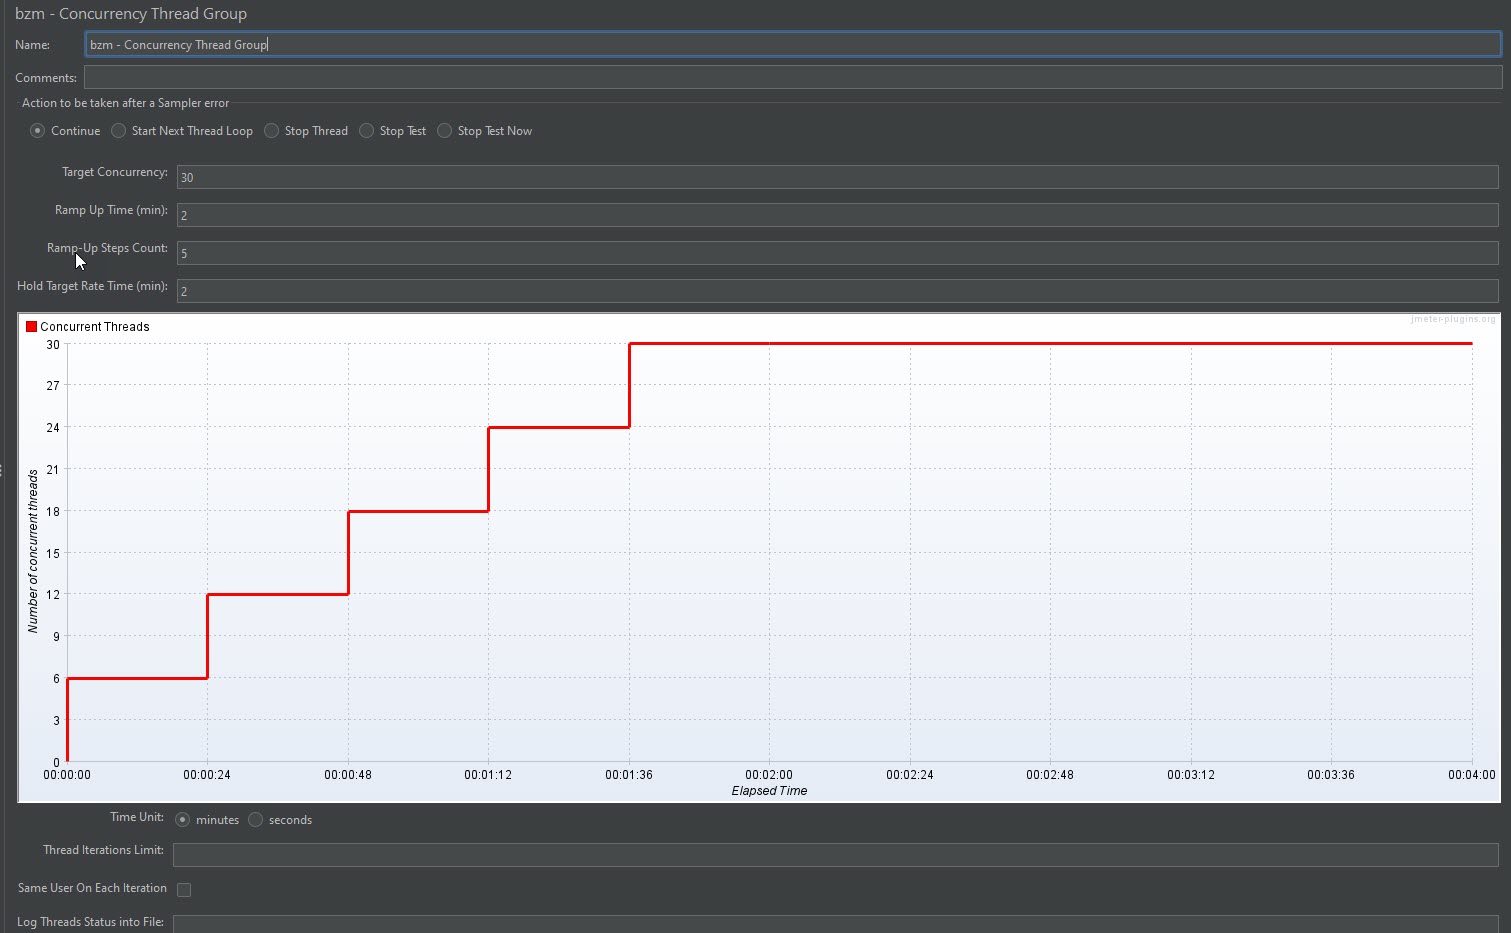 bzm - Concurrency Thread Group
Name: bzm - Concurrency Thread Group
Comments:
Action to be taken after a Sampler error
Continue Start Next Thread Loop Stop Thread Stop Test Stop Test Now
Target Concurrency: 30
Ramp Up Time (min): 2
Ramp-Up Steps Count: 5
Hold Target Rate Time (min): 2
jmeter-plugins.org
Concurrent Threads
30
27
24
21
18
15
12
9
6
3
0
Number of concurrent threads
00:00:00 00:00:24 00:00:48 00:01:12 00:01:36 00:02:00 00:02:24 00:02:48 00:03:12 00:03:36 00:04:00
Elapsed Time
Time Unit: minutes seconds
Thread Iterations Limit:
Same User On Each Iteration
Log Threads Status into File: